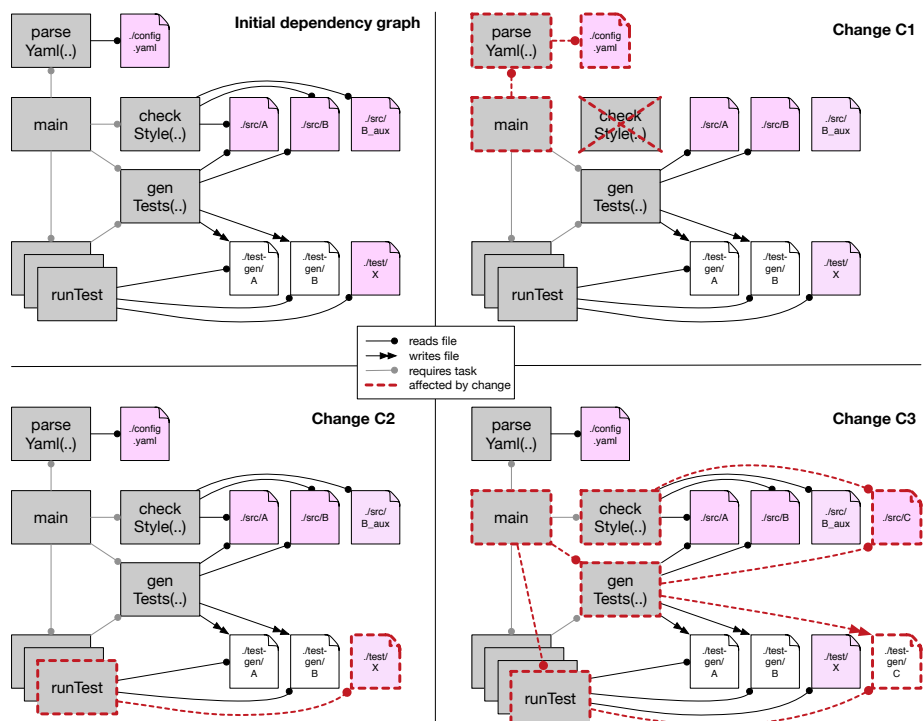 Initial dependency graph
parse
Yaml(..)
./config
.yaml
main
check
Style(..)
./src/A
./src/B
./src/
B_aux
gen
Tests(..)
runTest
./test-
gen/
A
./test-
gen/
B
./test/
X
Change C1
parse
Yaml(..)
./config
.yaml
main
check
Style(..)
./src/A
./src/B
./src/
B_aux
gen
Tests(..)
runTest
./test-
gen/
A
./test-
gen/
B
./test/
X
reads file
writes file
requires task
affected by change
Change C2
parse
Yaml(..)
./config
.yaml
main
check
Style(..)
./src/A
./src/B
./src/
B_aux
gen
Tests(..)
runTest
./test-
gen/
A
./test-
gen/
B
./test/
X
Change C3
parse
Yaml(..)
./config
.yaml
main
check
Style(..)
./src/A
./src/B
./src/
B_aux
./src/C
gen
Tests(..)
runTest
./test-
gen/
A
./test-
gen/
B
./test/
X
./test-
gen/
C